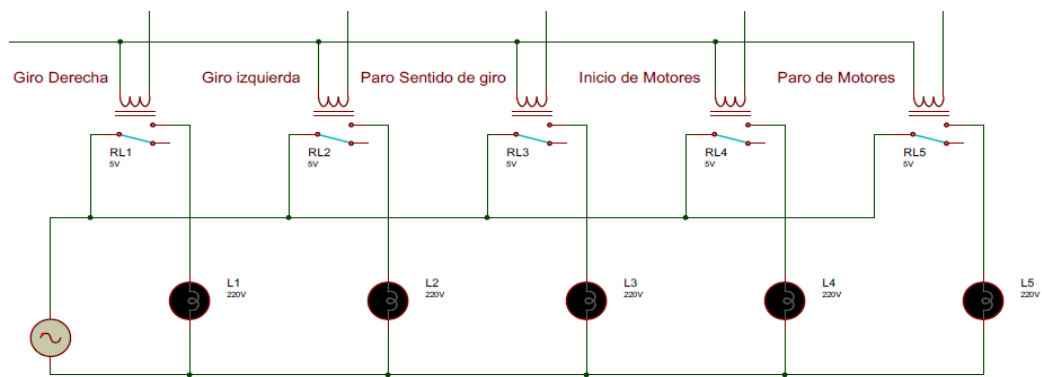 Giro Derecha
Giro izquierda
Paro Sentido de giro
Inicio de Motores
Paro de Motores
RL1
5V
RL2
5V
RL3
5V
RL4
5V
RL5
5V
L1
220V
L2
220V
L3
220V
L4
220V
L5
220V